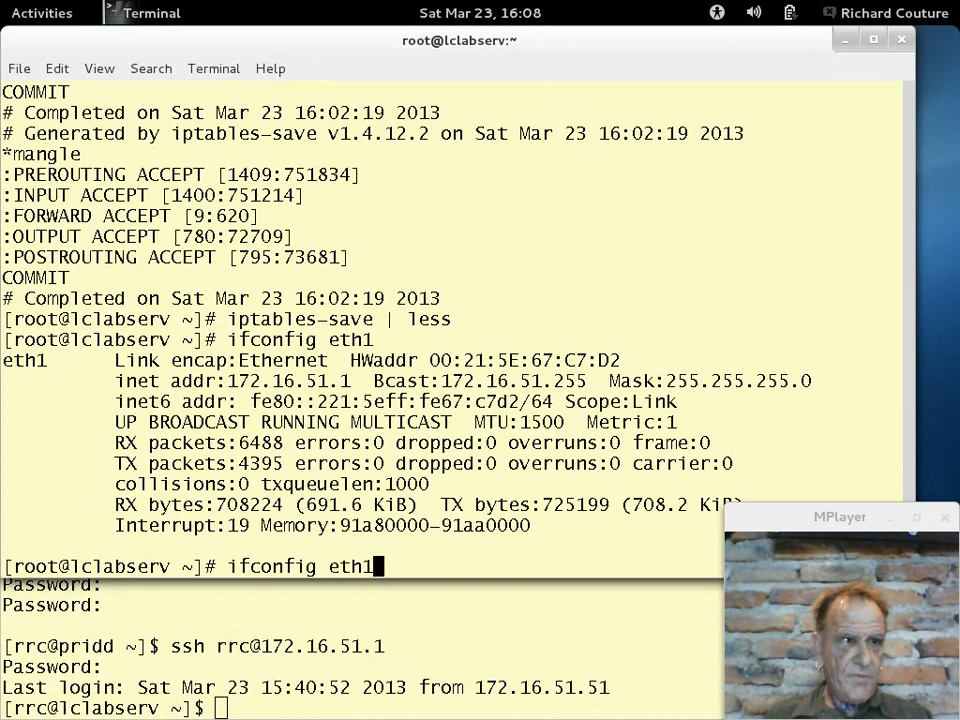 Activities
Terminal
Sat Mar 23, 16:08
Richard Couture
root@lclabserv:~
File Edit View Search Terminal Help
COMMIT
# Completed on Sat Mar 23 16:02:19 2013
# Generated by iptables-save v1.4.12.2 on Sat Mar 23 16:02:19 2013
*mangle
:PREROUTING ACCEPT [1409:751834]
:INPUT ACCEPT [1400:751214]
:FORWARD ACCEPT [9:620]
:OUTPUT ACCEPT [780:72709]
:POSTROUTING ACCEPT [795:73681]
COMMIT
# Completed on Sat Mar 23 16:02:19 2013
[root@lclabserv ~]# iptables-save | less
[root@lclabserv ~]# ifconfig eth1
eth1 Link encap:Ethernet HWaddr 00:21:5E:67:C7:D2
inet addr:172.16.51.1 Bcast:172.16.51.255 Mask:255.255.255.0
inet6 addr: fe80::221:5eff:fe67:c7d2/64 Scope:Link
UP BROADCAST RUNNING MULTICAST MTU:1500 Metric:1
RX packets:6488 errors:0 dropped:0 overruns:0 frame:0
TX packets:4395 errors:0 dropped:0 overruns:0 carrier:0
collisions:0 txqueuelen:1000
RX bytes:708224 (691.6 KiB) TX bytes:725199 (708.2 KiB)
Interrupt:19 Memory:91a80000-91aa0000
[root@lclabserv ~]# ifconfig eth1
Password:
Password:
[rrc@pridd ~]$ ssh rrc@172.16.51.1
Password:
Last login: Sat Mar 23 15:40:52 2013 from 172.16.51.51
[rrc@lclabserv ~]$
MPlayer